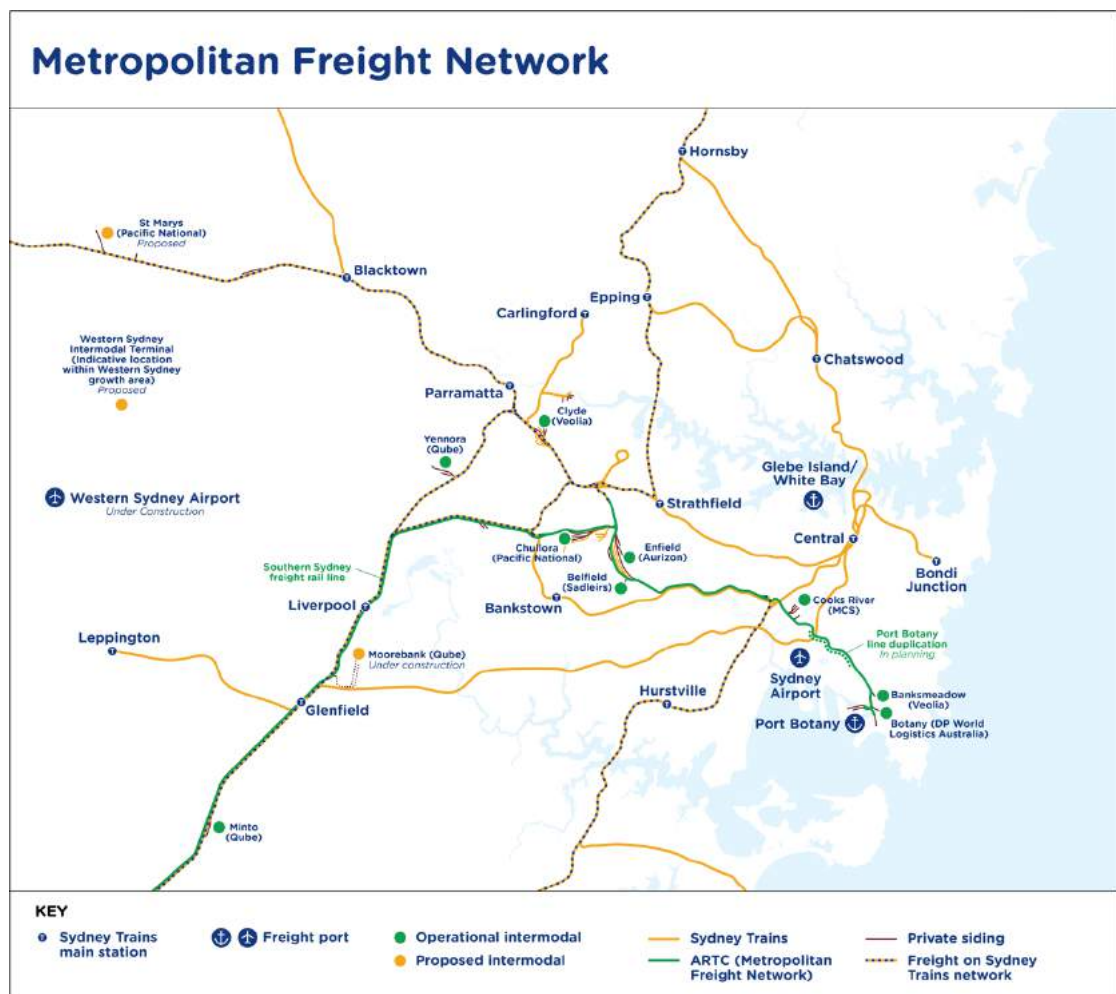 Metropolitan Freight Network
Hornsby
St Marys
(Pacific National)
Proposed
Blacktown
Epping
Carlingford
Western Sydney
Intermodal Terminal
(Indicative location
within Western Sydney
growth area)
Proposed
Chatswood
Parramatta
Clyde
(Veolia)
Yennora
(Qube)
Glebe Island/
White Bay
Western Sydney Airport
Under Construction
Strathfield
Central
Chullora
(Pacific National)
Enfield
(Aurizon)
Bondi
Junction
Southern Sydney
freight rail line
Belfield
(Sadleirs)
Liverpool
Bankstown
Cooks River
(MCS)
Leppington
Moorebank (Qube)
Under construction
Port Botany
line duplication
In planning
Sydney
Airport
Hurstville
Banksmeadow
(Veolia)
Glenfield
Port Botany
Botany (DP World
Logistics Australia)
Minto
(Qube)
KEY
Sydney Trains
main station
Freight port
Operational intermodal
Proposed intermodal
Sydney Trains
ARTC (Metropolitan
Freight Network)
Private siding
Freight on Sydney
Trains network